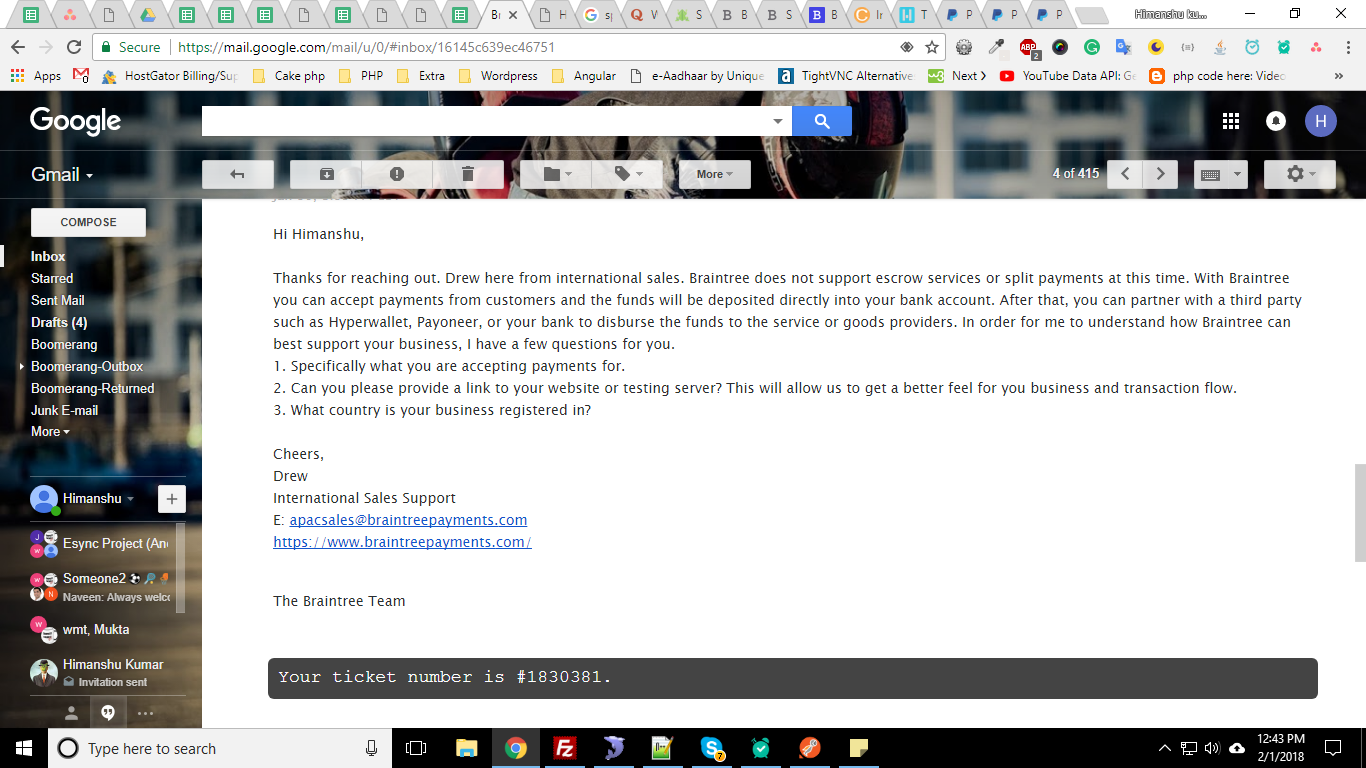 Br
H
sp
V
S
B
S
B
Ir
T
P
P
P
Himanshu ku...
Secure
https://mail.google.com/mail/u/0/#inbox/16145c639ec46751
ABP
2
Apps
HostGator Billing/Sup
Cake php
PHP
Extra
Wordpress
Angular
e-Aadhaar by Unique
TightVNC Alternative
Next
YouTube Data API: Ge
php code here: Video
Google
H
Gmail
More
4 of 415
COMPOSE
Inbox
Starred
Sent Mail
Drafts (4)
Boomerang
Boomerang-Outbox
Boomerang-Returned
Junk E-mail
More
Himanshu
Esync Project (And
Someone2
Naveen: Always welco
wmt, Mukta
Himanshu Kumar
Invitation sent
Hi Himanshu,
Thanks for reaching out. Drew here from international sales. Braintree does not support escrow services or split payments at this time. With Braintree
you can accept payments from customers and the funds will be deposited directly into your bank account. After that, you can partner with a third party
such as Hyperwallet, Payoneer, or your bank to disburse the funds to the service or goods providers. In order for me to understand how Braintree can
best support your business, I have a few questions for you.
1. Specifically what you are accepting payments for.
2. Can you please provide a link to your website or testing server? This will allow us to get a better feel for you business and transaction flow.
3. What country is your business registered in?
Cheers,
Drew
International Sales Support
E: apacsales@braintreepayments.com
https://www.braintreepayments.com/
The Braintree Team
Your ticket number is #1830381.
Type here to search
7
12:43 PM
2/1/2018